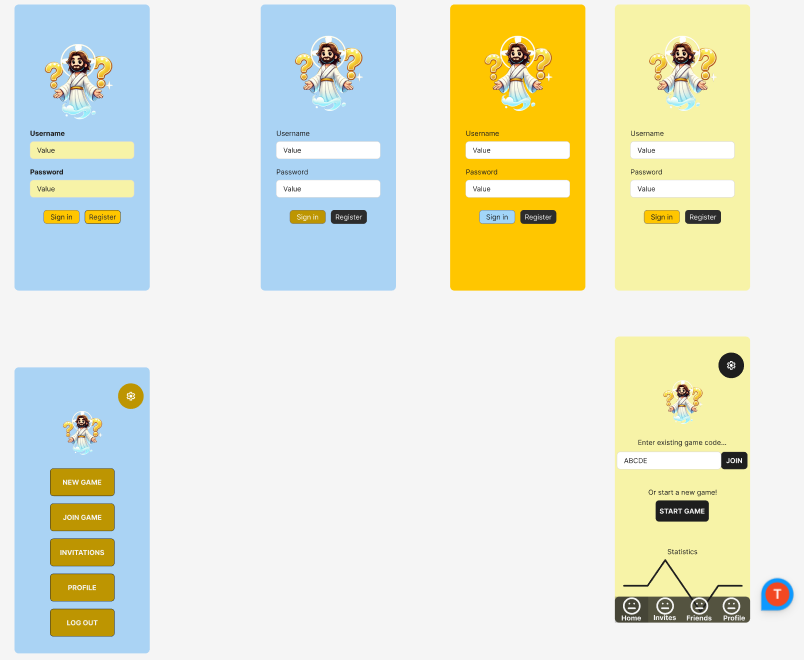 Username
Value
Password
Value
Sign in
Register
Username
Value
Password
Value
Sign in
Register
Username
Value
Password
Value
Sign in
Register
Username
Value
Password
Value
Sign in
Register
NEW GAME
JOIN GAME
INVITATIONS
PROFILE
LOG OUT
Enter existing game code...
ABCDE
JOIN
Or start a new game!
START GAME
Statistics
Home
Invites
Friends
Profile
T